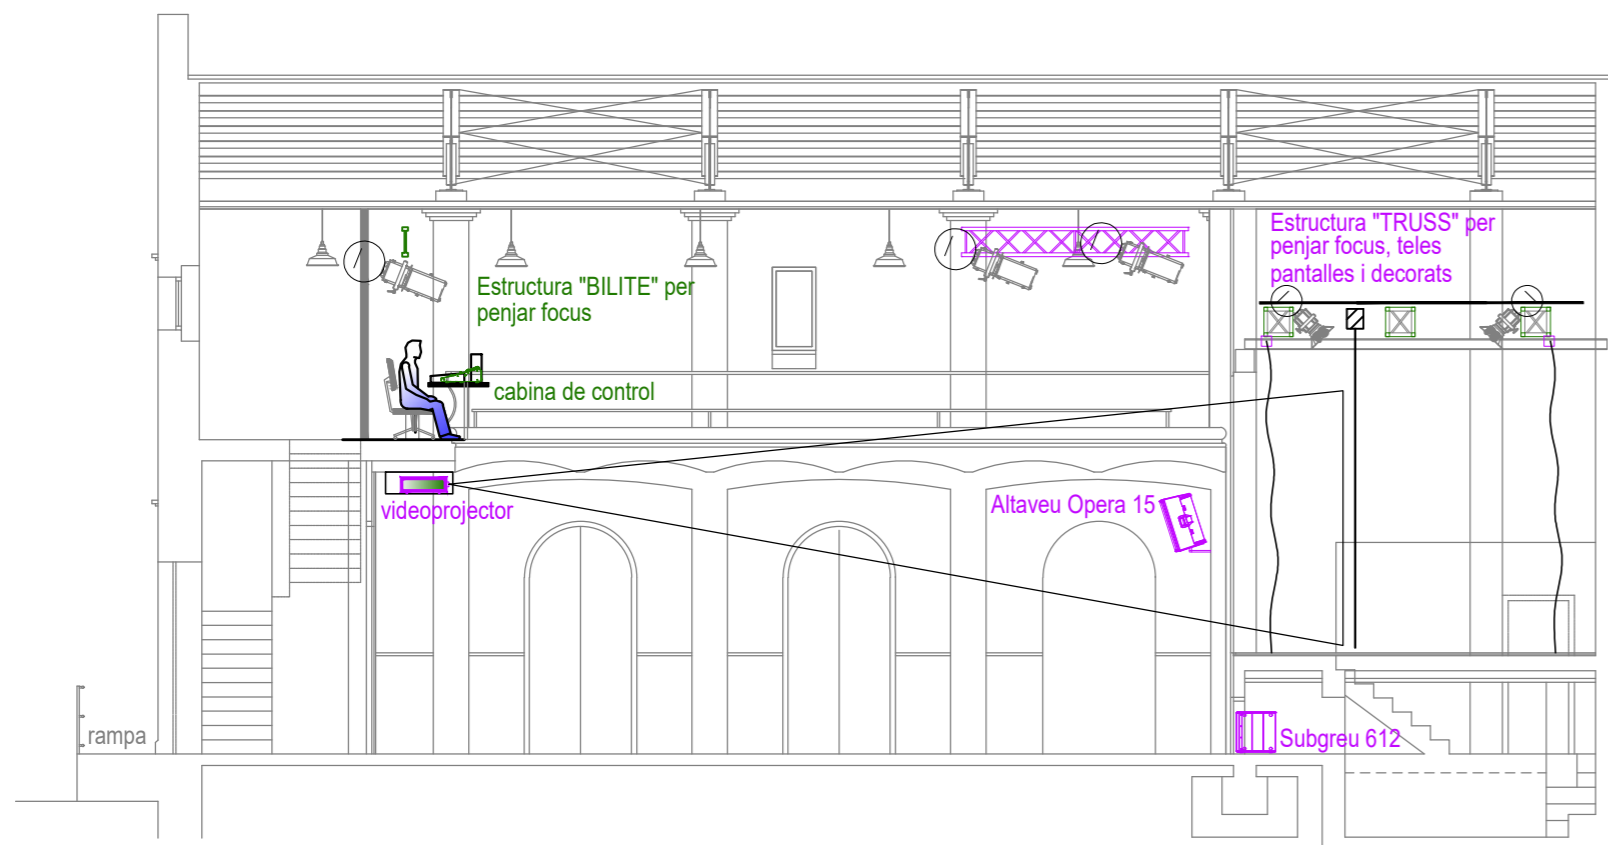 Estructura "TRUSS" per
penjar focus, teles
pantalles i decorats
Estructura "BILITE" per
penjar focus
cabina de control
videoprojector
Altaveu Opera 15
rampa
Subgreu 612